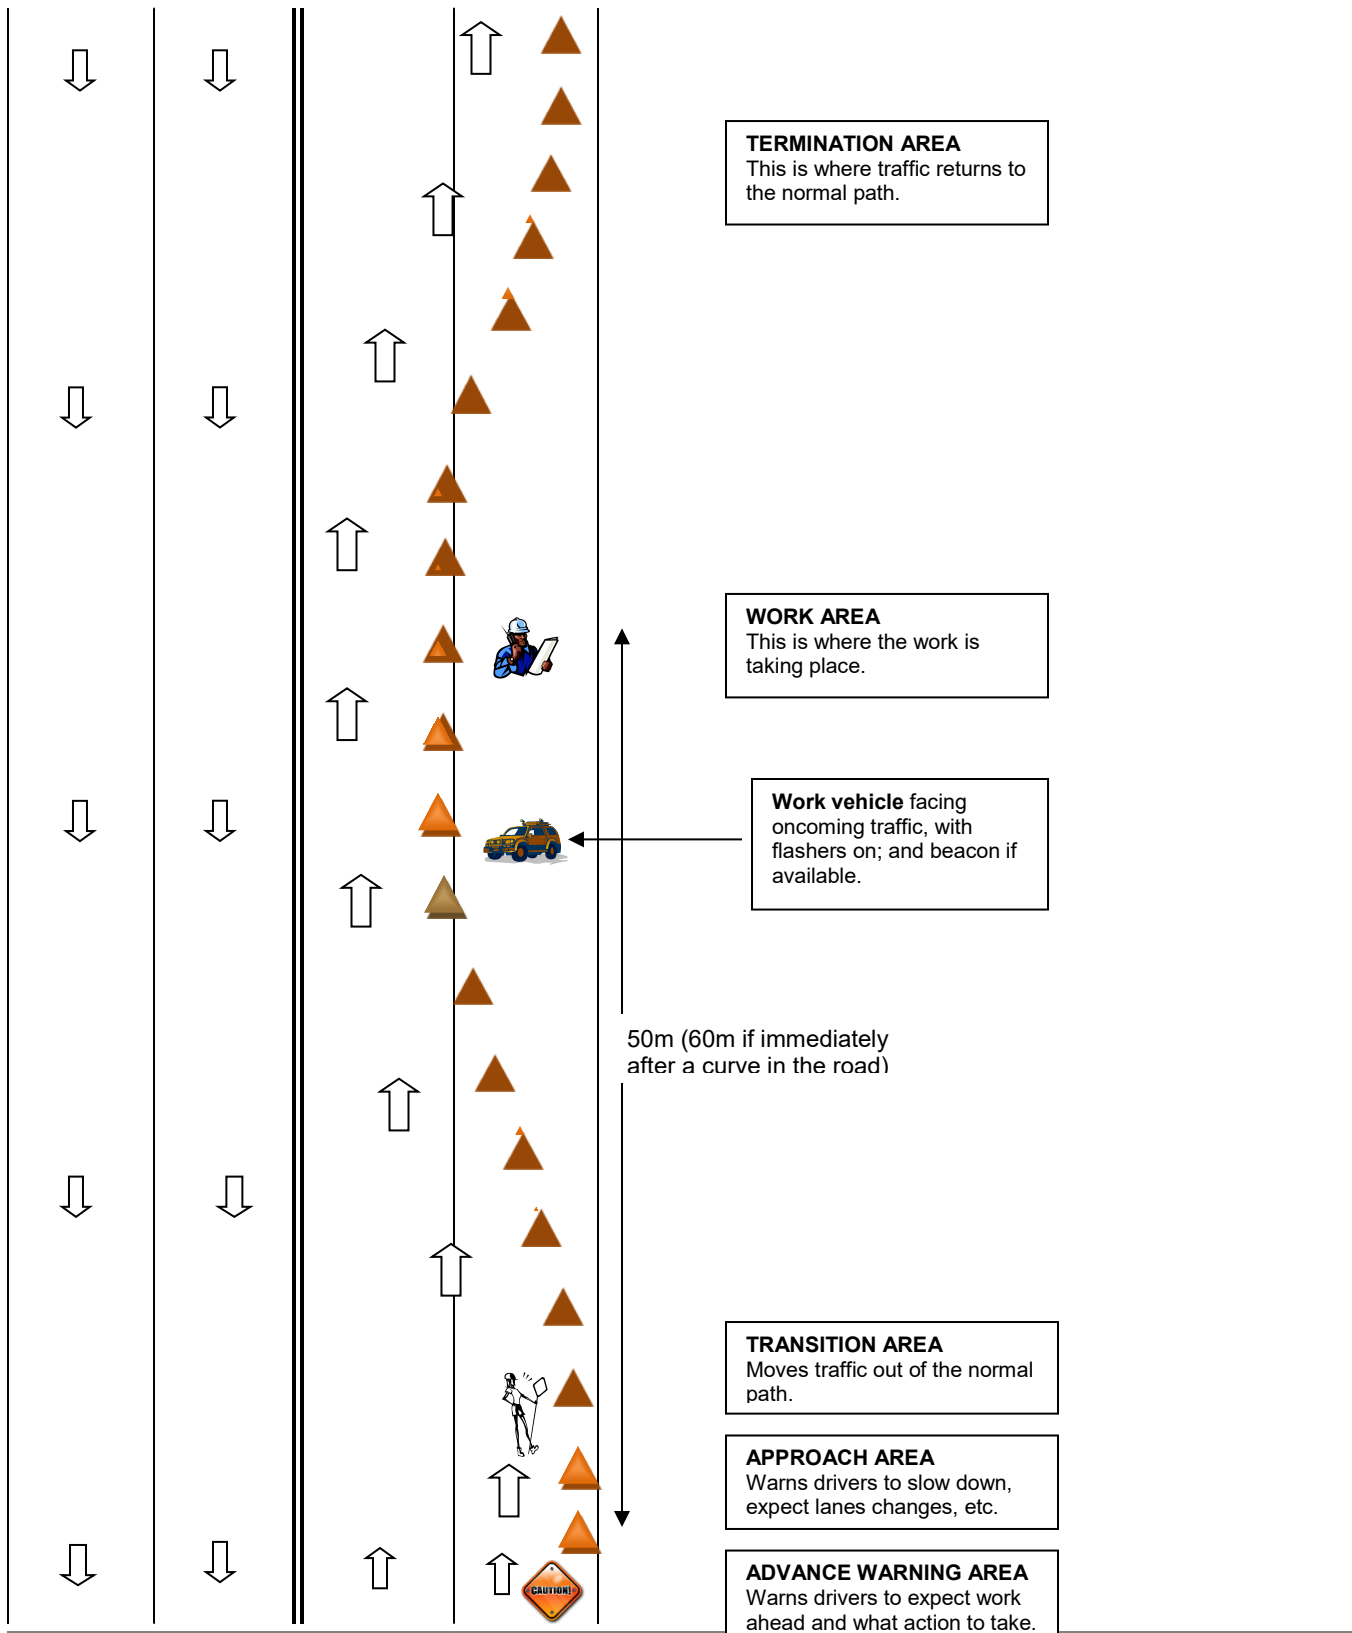 TERMINATION AREA
This is where traffic returns to
the normal path.
WORK AREA
This is where the work is
taking place.
Work vehicle facing
oncoming traffic, with
flashers on; and beacon if
available.
50m (60m if immediately
after a curve in the road)
TRANSITION AREA
Moves traffic out of the normal
path.
APPROACH AREA
Warns drivers to slow down,
expect lanes changes, etc.
CAUTION!
ADVANCE WARNING AREA
Warns drivers to expect work
ahead and what action to take.